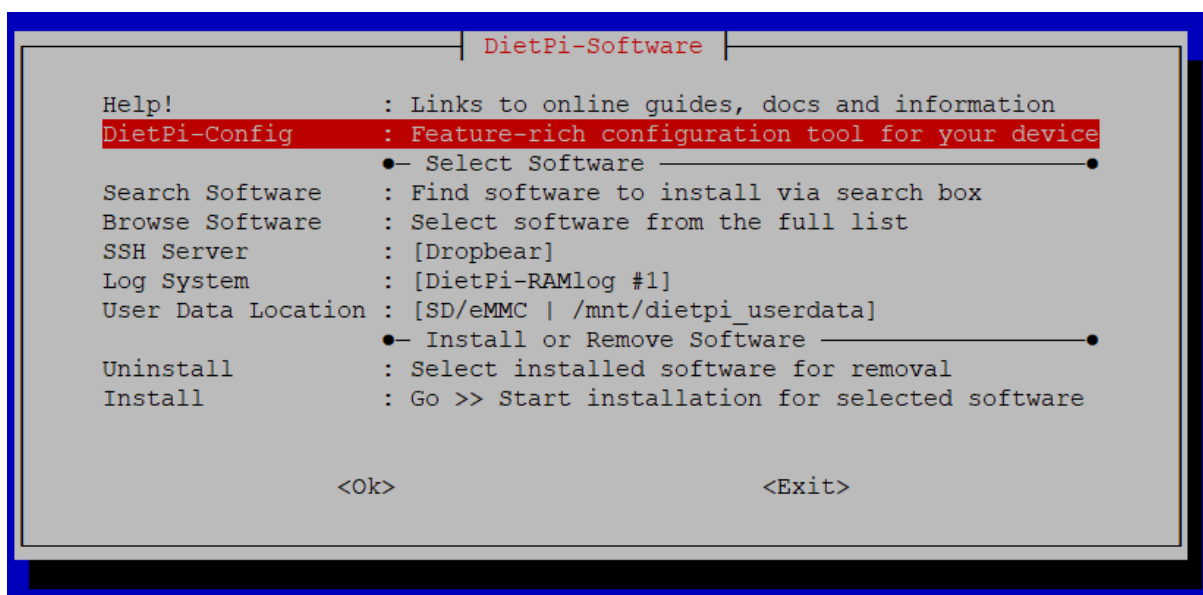 DietPi-Software
Help! : Links to online guides, docs and information
DietPi-Config : Feature-rich configuration tool for your device
●─ Select Software ─●
Search Software : Find software to install via search box
Browse Software : Select software from the full list
SSH Server : [Dropbear]
Log System : [DietPi-RAMlog #1]
User Data Location : [SD/eMMC | /mnt/dietpi_userdata]
●─ Install or Remove Software ─●
Uninstall : Select installed software for removal
Install : Go >> Start installation for selected software
<Ok> <Exit>